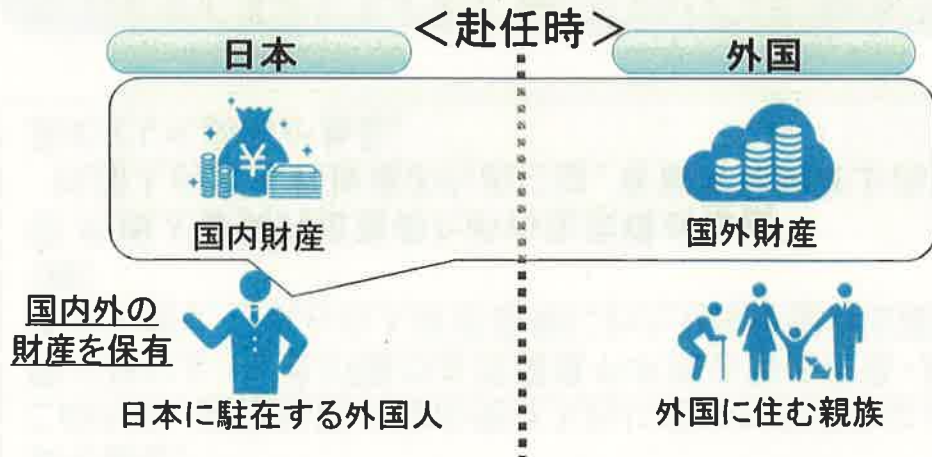 ＜赴任時＞
日本
外国
¥
国内財産
国外財産
国内外の
財産を保有
日本に駐在する外国人
外国に住む親族